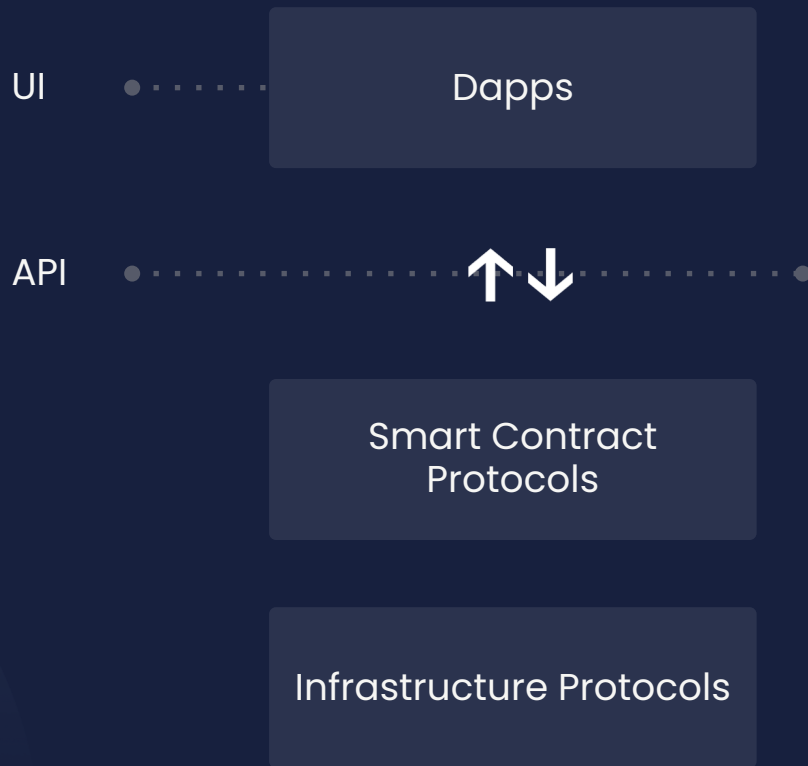 UI
Dapps
API
Smart Contract
Protocols
Infrastructure Protocols